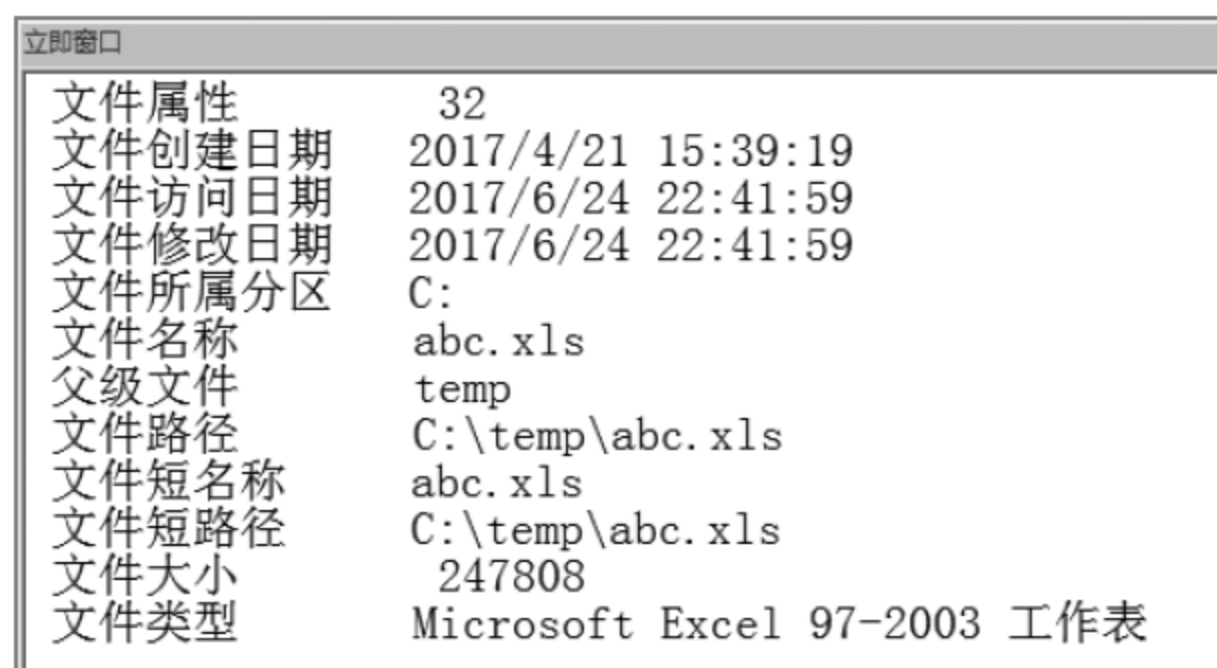 立即窗口
文件属性 32
文件创建日期 2017/4/21 15:39:19
文件访问日期 2017/6/24 22:41:59
文件修改日期 2017/6/24 22:41:59
文件所属分区 C:
文件名称 abc.xls
父级文件 temp
文件路径 C:\temp\abc.xls
文件短名称 abc.xls
文件短路径 C:\temp\abc.xls
文件大小 247808
文件类型 Microsoft Excel 97-2003 工作表